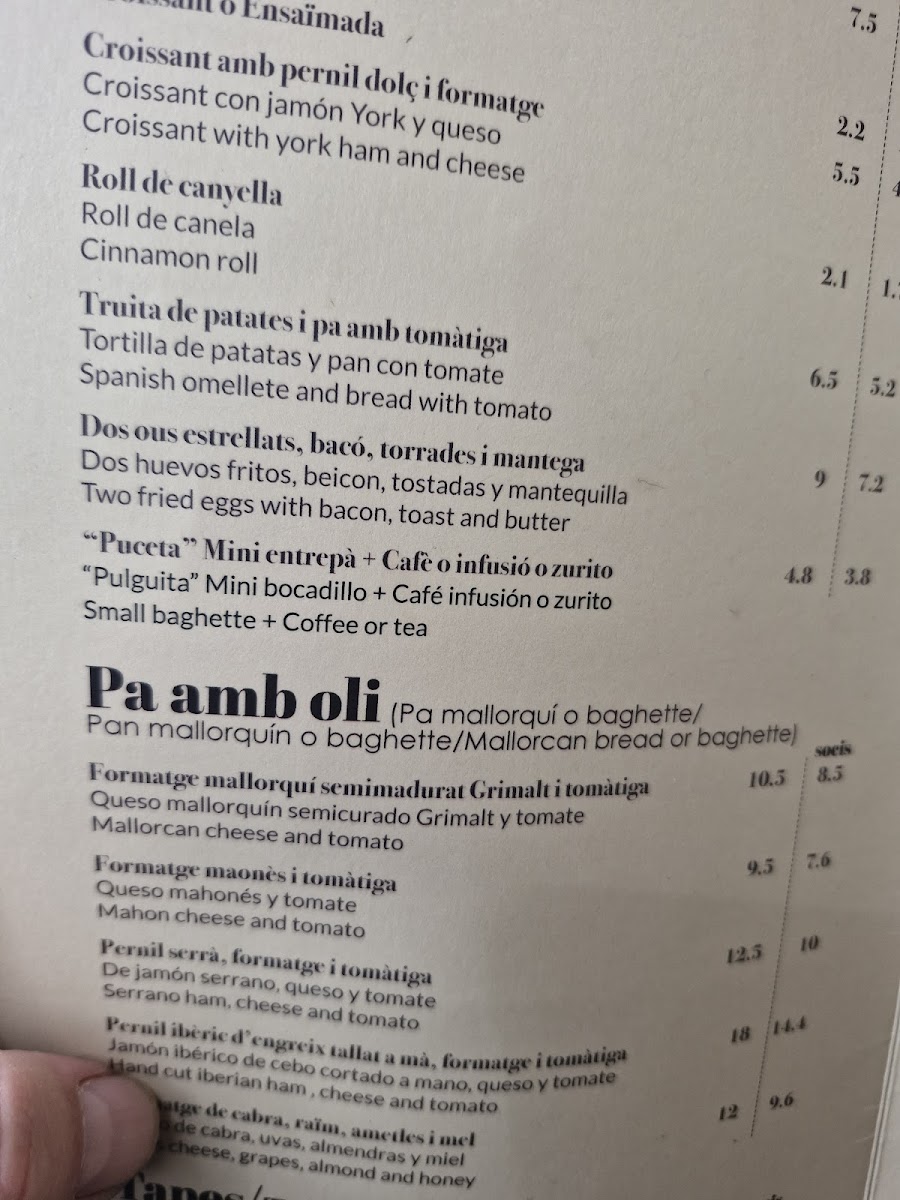 7.5
o Ensaïmada 2.2
Croissant amb pernil dolç i formatge 5.5
Croissant con jamón York y queso
Croissant with york ham and cheese
Roll de canyella 2.1
Roll de canela
Cinnamon roll
Truita de patates i pa amb tomàtiga 6.5 5.2
Tortilla de patatas y pan con tomate
Spanish omellete and bread with tomato
Dos ous estrellats, bacó, torrades i mantega 9 7.2
Dos huevos fritos, beicon, tostadas y mantequilla
Two fried eggs with bacon, toast and butter
“Puceta” Mini entrepà + Cafè o infusió o zurito 4.8 3.8
“Pulguita” Mini bocadillo + Café infusión o zurito
Small baghette + Coffee or tea
Pa amb oli (Pa mallorquí o baghette/
Pan mallorquín o baghette/Mallorcan bread or baghette)
socis
Formatge mallorquí semimadurat Grimalt i tomàtiga 10.5 8.5
Queso mallorquín semicurado Grimalt y tomate
Mallorcan cheese and tomato
Formatge maonès i tomàtiga 9.5 7.6
Queso mahonés y tomate
Mahon cheese and tomato
Pernil serrà, formatge i tomàtiga 12.5 10
De jamón serrano, queso y tomate
Serrano ham, cheese and tomato
Pernil ibèric d’engreix tallat a mà, formatge i tomàtiga 18 14.4
Jamón ibérico de cebo cortado a mano, queso y tomate
Hand cut iberian ham , cheese and tomato
de cabra, raïm, ametles i mel 12 9.6
de cabra, uvas, almendras y miel
cheese, grapes, almond and honey